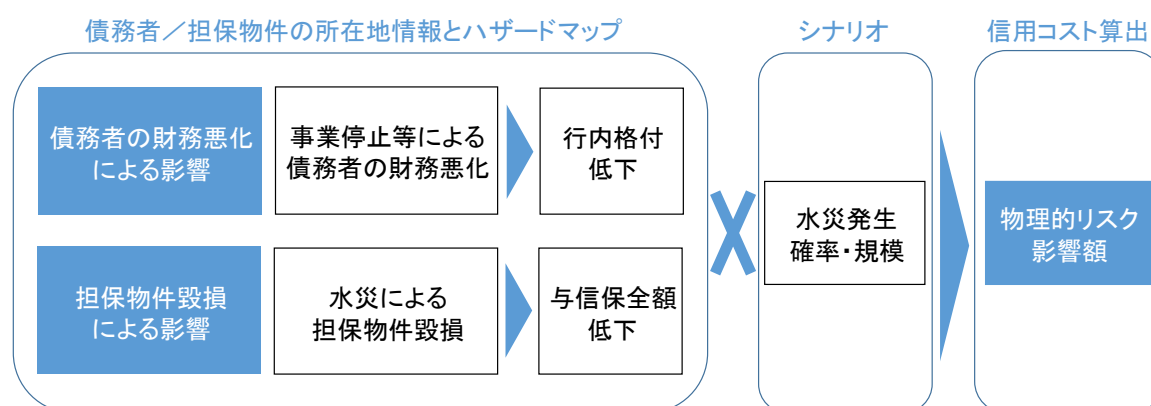 債務者／担保物件の所在地情報とハザードマップ
シナリオ
信用コスト算出
債務者の財務悪化
による影響
事業停止等による
債務者の財務悪化
行内格付
低下
担保物件毀損
による影響
水災による
担保物件毀損
与信保全額
低下
水災発生
確率・規模
物理的リスク
影響額